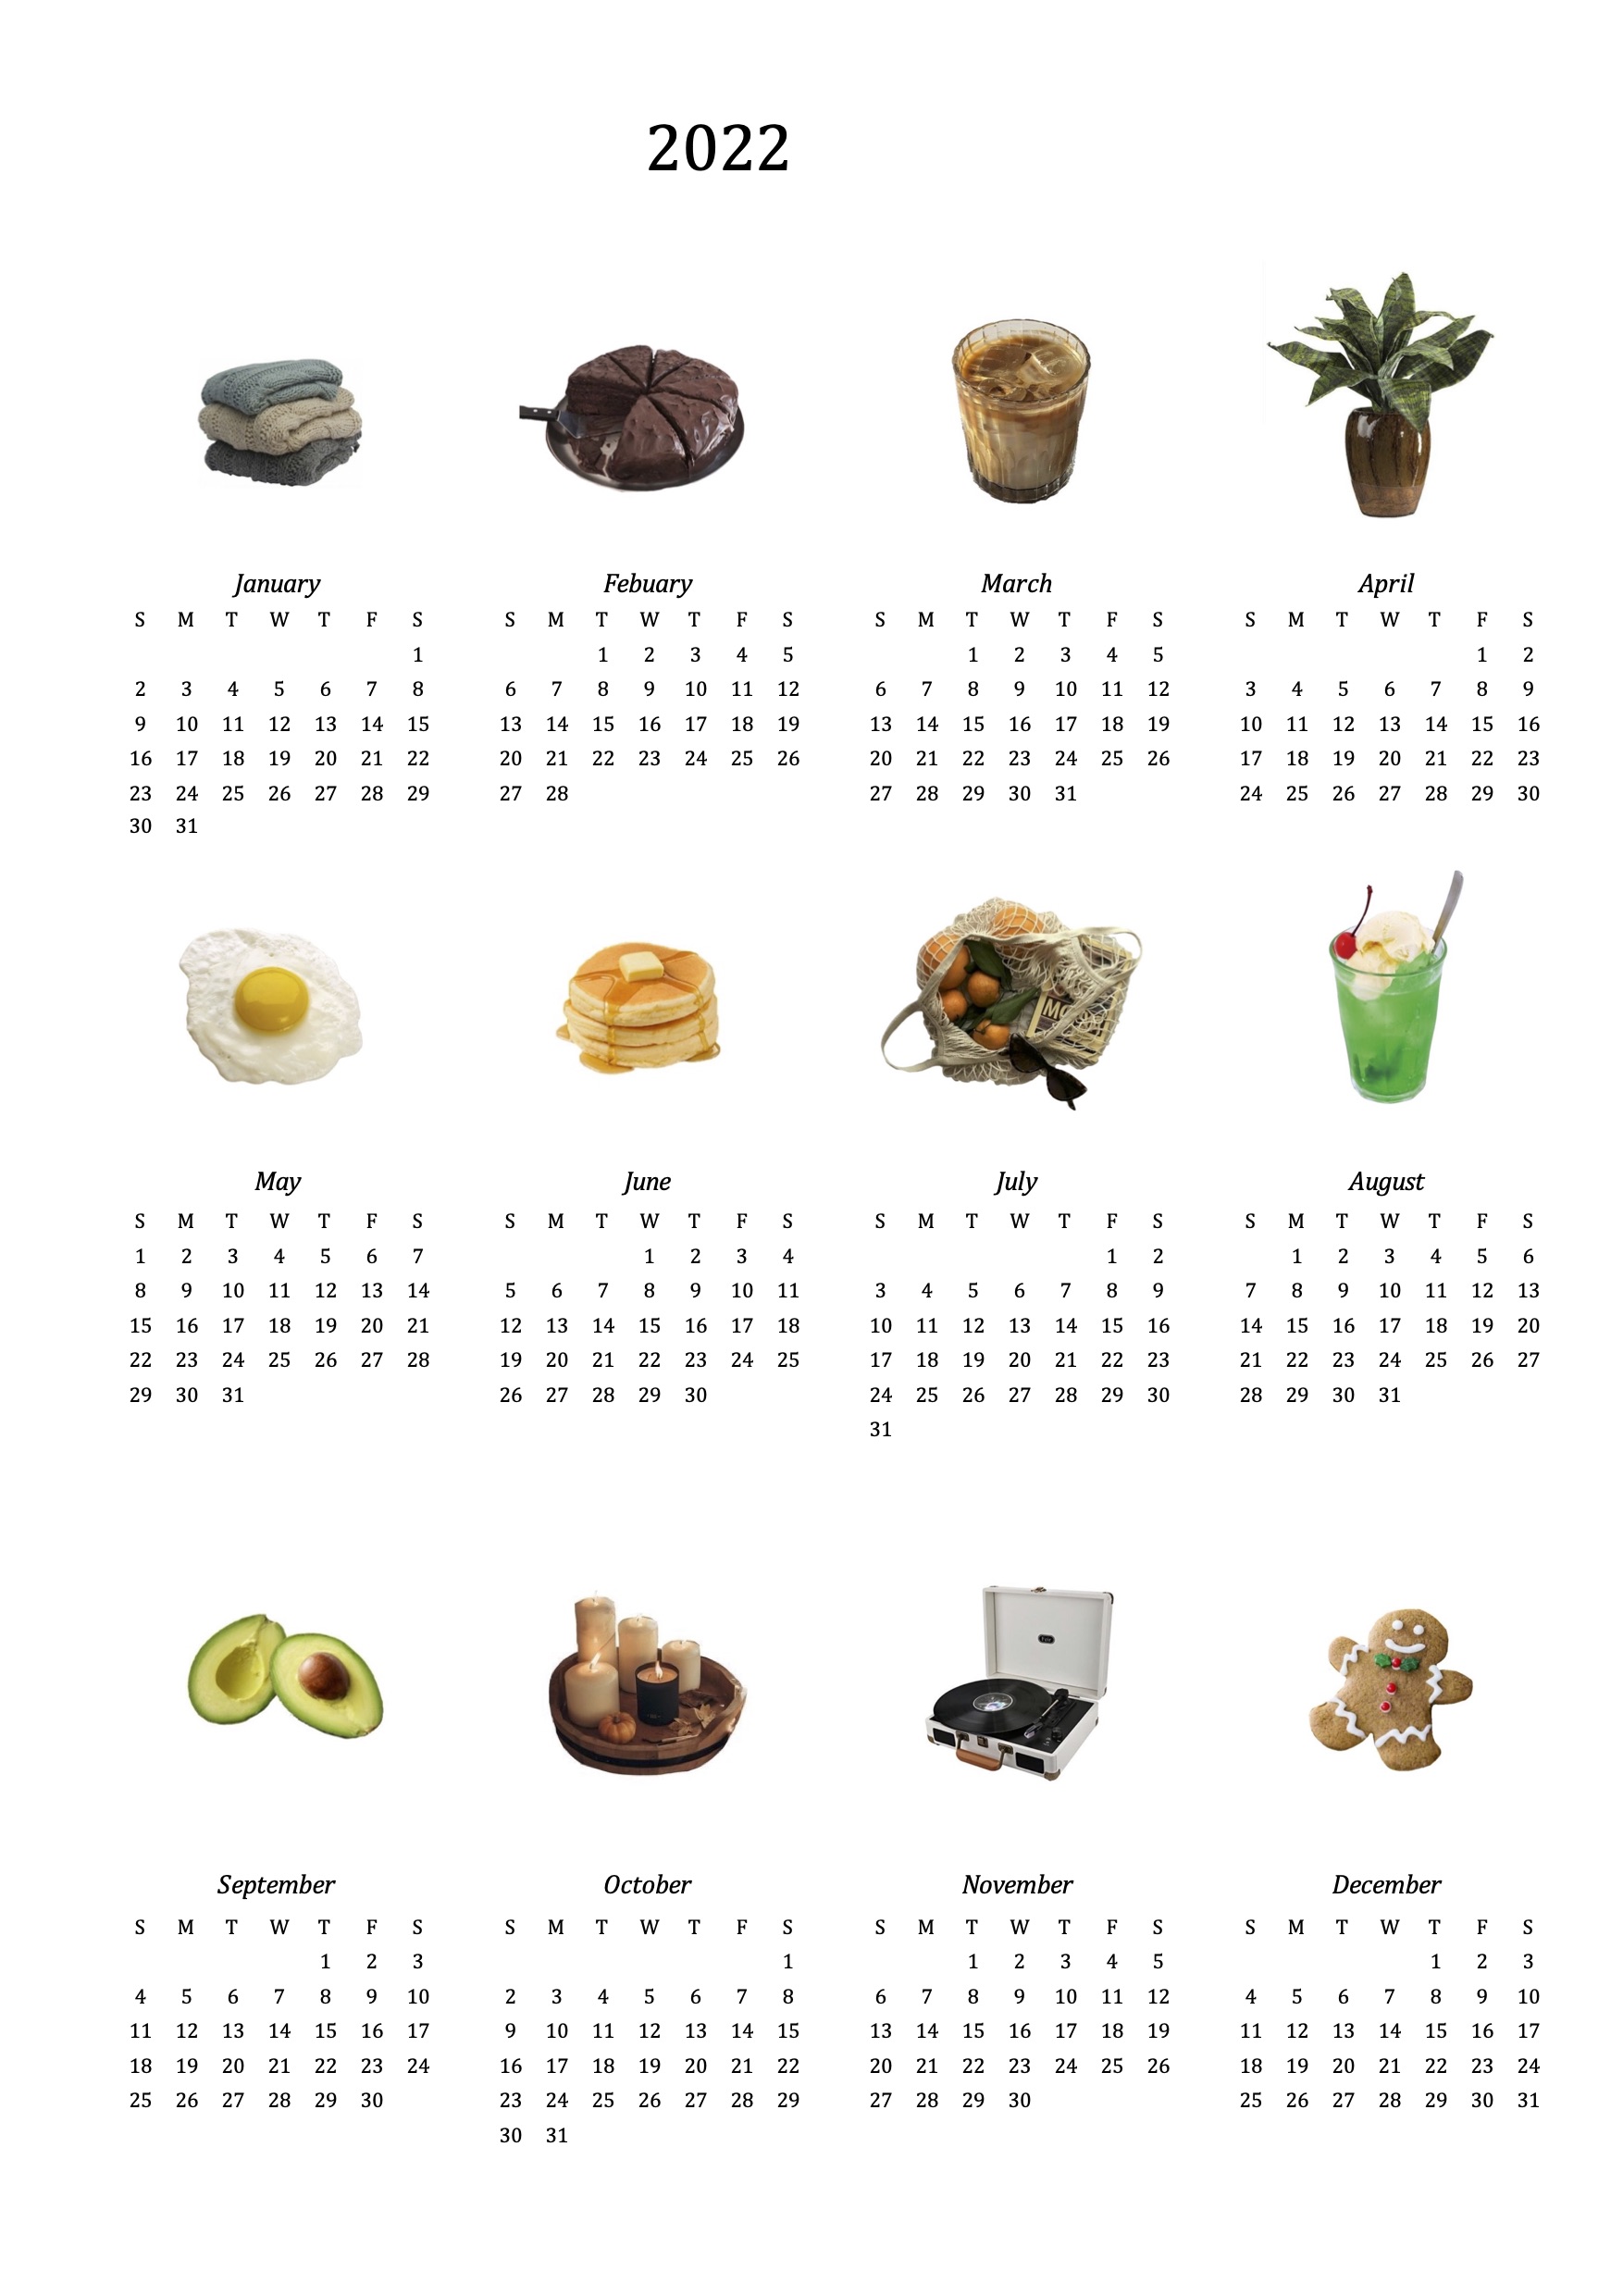 2022
January
S M T W T F S
1
2 3 4 5 6 7 8
9 10 11 12 13 14 15
16 17 18 19 20 21 22
23 24 25 26 27 28 29
30 31
Febuary
S M T W T F S
1 2 3 4 5
6 7 8 9 10 11 12
13 14 15 16 17 18 19
20 21 22 23 24 25 26
27 28
March
S M T W T F S
1 2 3 4 5
6 7 8 9 10 11 12
13 14 15 16 17 18 19
20 21 22 23 24 25 26
27 28 29 30 31
April
S M T W T F S
1 2
3 4 5 6 7 8 9
10 11 12 13 14 15 16
17 18 19 20 21 22 23
24 25 26 27 28 29 30
May
S M T W T F S
1 2 3 4 5 6 7
8 9 10 11 12 13 14
15 16 17 18 19 20 21
22 23 24 25 26 27 28
29 30 31
June
S M T W T F S
1 2 3 4
5 6 7 8 9 10 11
12 13 14 15 16 17 18
19 20 21 22 23 24 25
26 27 28 29 30
July
S M T W T F S
1 2
3 4 5 6 7 8 9
10 11 12 13 14 15 16
17 18 19 20 21 22 23
24 25 26 27 28 29 30
31
August
S M T W T F S
1 2 3 4 5 6
7 8 9 10 11 12 13
14 15 16 17 18 19 20
21 22 23 24 25 26 27
28 29 30 31
September
S M T W T F S
1 2 3
4 5 6 7 8 9 10
11 12 13 14 15 16 17
18 19 20 21 22 23 24
25 26 27 28 29 30
October
S M T W T F S
1
2 3 4 5 6 7 8
9 10 11 12 13 14 15
16 17 18 19 20 21 22
23 24 25 26 27 28 29
30 31
November
S M T W T F S
1 2 3 4 5
6 7 8 9 10 11 12
13 14 15 16 17 18 19
20 21 22 23 24 25 26
27 28 29 30
December
S M T W T F S
1 2 3
4 5 6 7 8 9 10
11 12 13 14 15 16 17
18 19 20 21 22 23 24
25 26 27 28 29 30 31